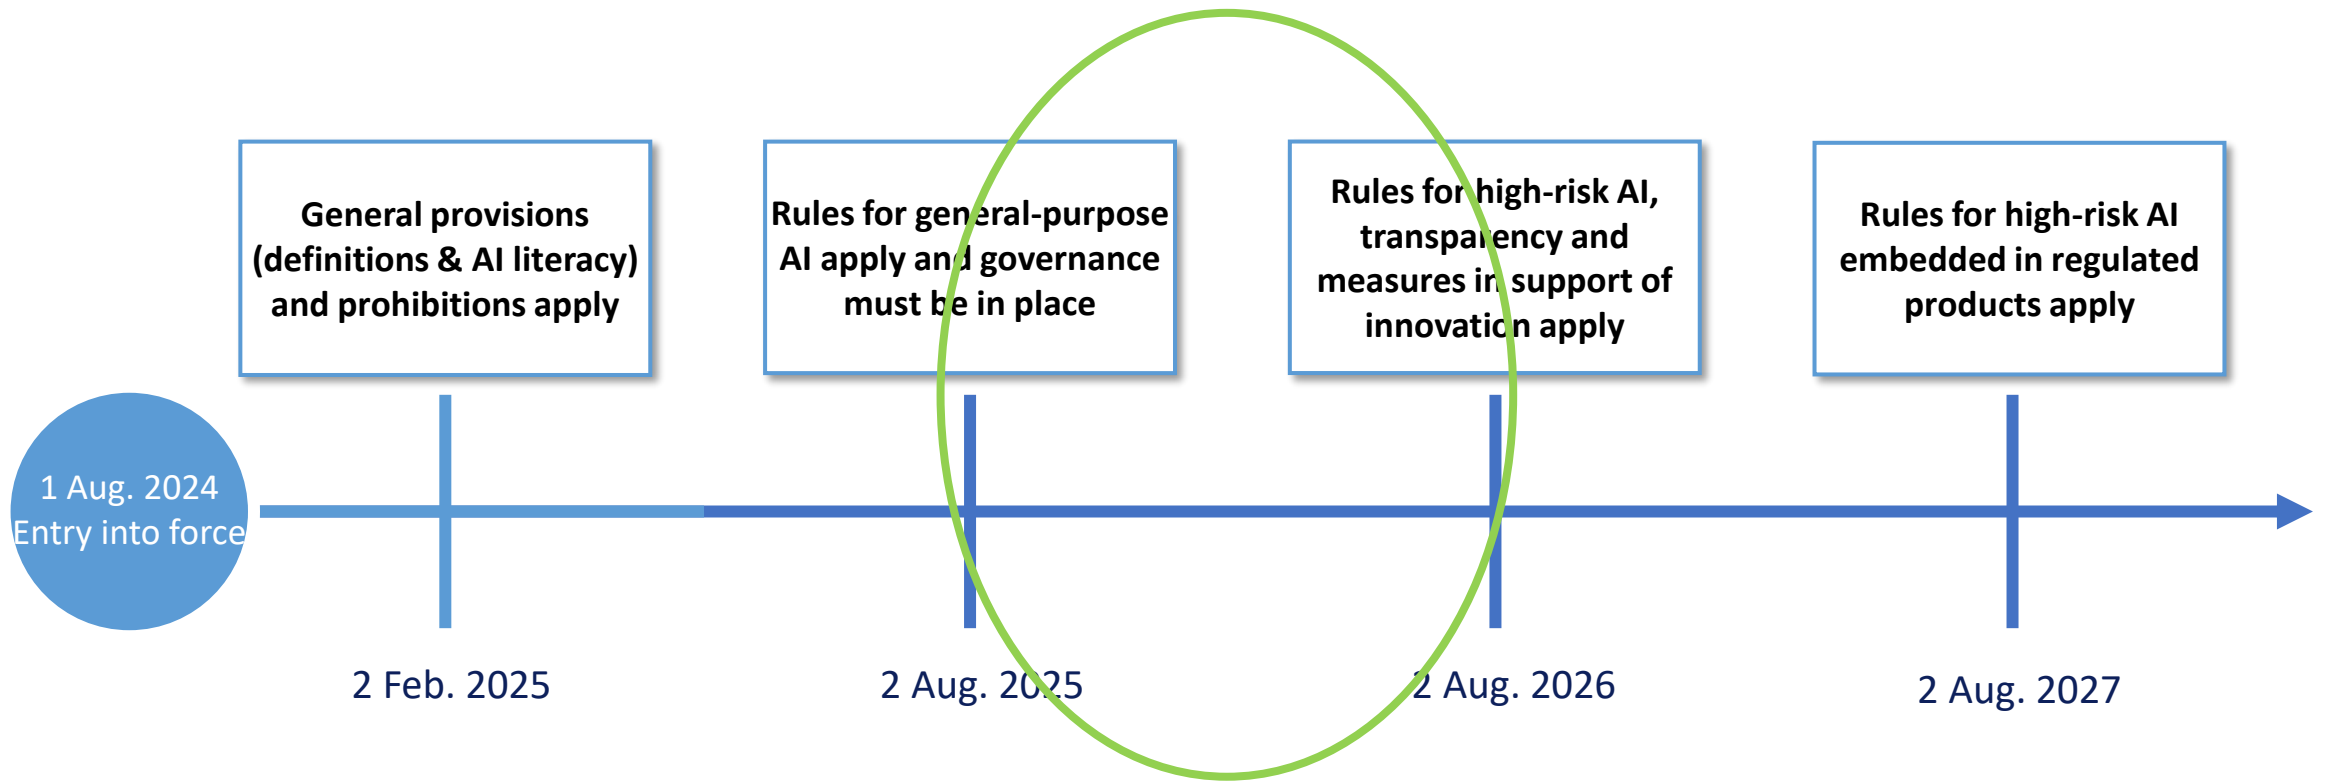 General provisions
(definitions & AI literacy)
and prohibitions apply
Rules for general-purpose
AI apply and governance
must be in place
Rules for high-risk AI,
transparency and
measures in support of
innovation apply
Rules for high-risk AI
embedded in regulated
products apply
1 Aug. 2024
Entry into force
2 Feb. 2025
2 Aug. 2025
2 Aug. 2026
2 Aug. 2027